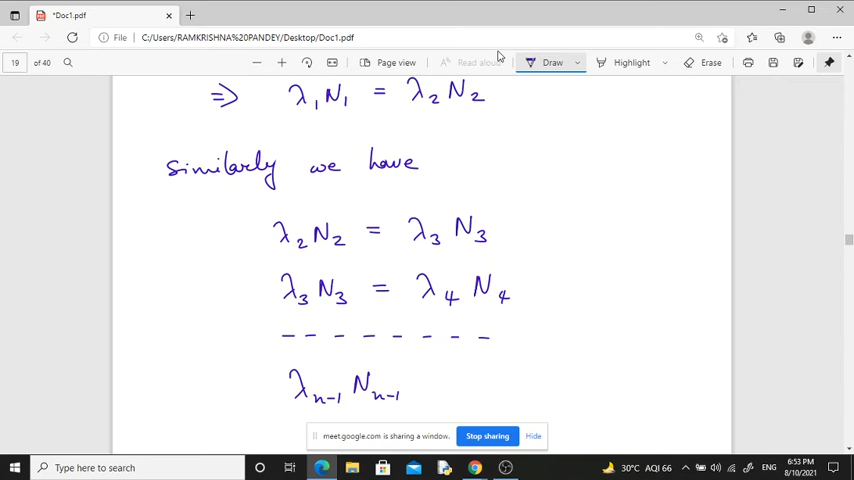 *Doc1.pdf
File C:/Users/RAMKRISHNA%20PANDEY/Desktop/Doc1.pdf
19 of 40 Page view Read aloud Draw Highlight Erase
⇒ λ₁N₁ = λ₂N₂
Similarly we have
λ₂N₂ = λ₃N₃
λ₃N₃ = λ₄N₄
- - - - - - - -
λₙ₋₁Nₙ₋₁
meet.google.com is sharing a window. Stop sharing Hide
Type here to search 30°C AQI 66 ENG 6:53 PM
8/10/2021